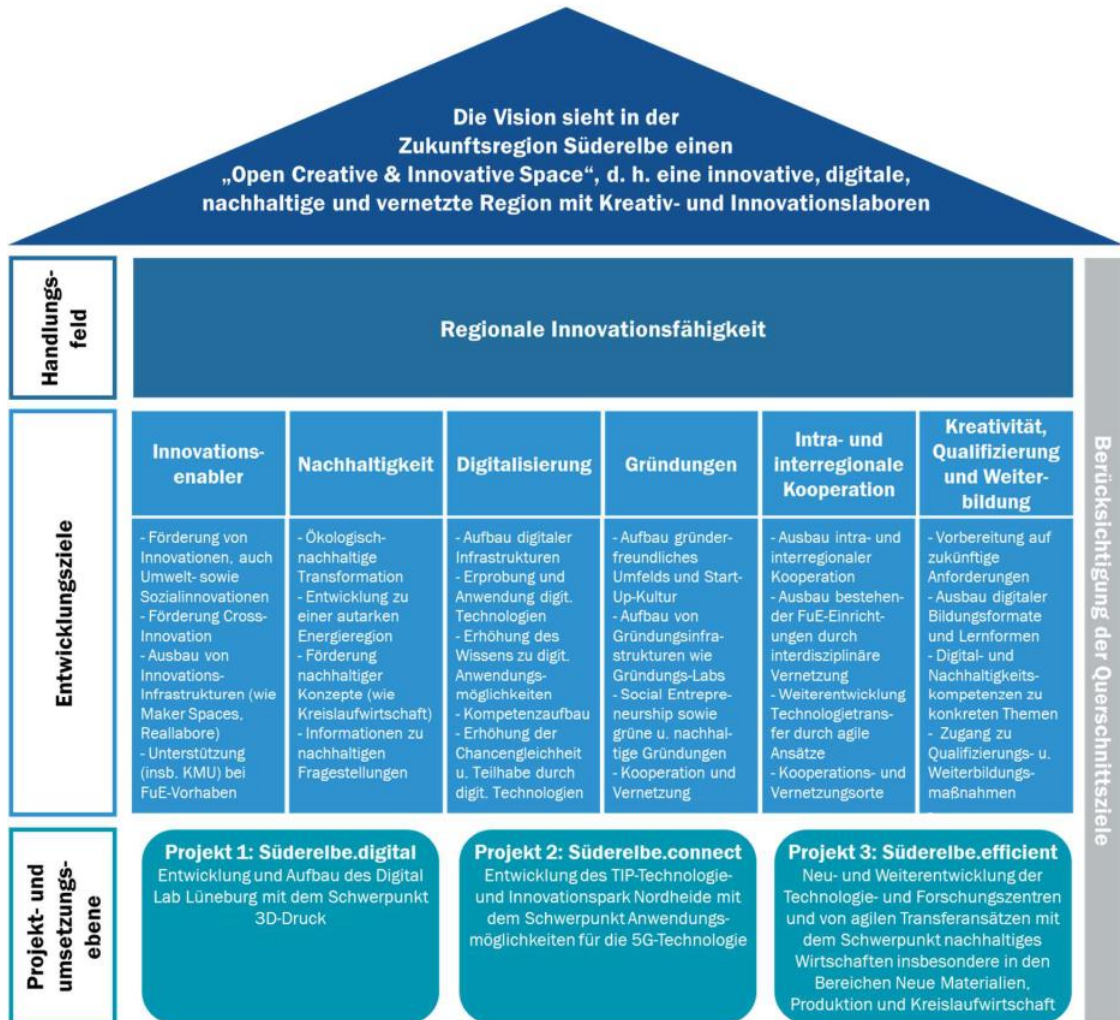 Die Vision sieht in der
Zukunftsregion Süderelbe einen
„Open Creative & Innovative Space“, d. h. eine innovative, digitale,
nachhaltige und vernetzte Region mit Kreativ- und Innovationslaboren
Handlungs-
feld
Regionale Innovationsfähigkeit
Entwicklungsziele
Innovations-
enabler
- Förderung von
Innovationen, auch
Umwelt- sowie
Sozialinnovationen
- Förderung Cross-
Innovation
- Ausbau von
Innovations-
Infrastrukturen (wie
Maker Spaces,
Reallabore)
- Unterstützung
(insb. KMU) bei
FuE-Vorhaben
Nachhaltigkeit
- Ökologisch-
nachhaltige
Transformation
- Entwicklung zu
einer autarken
Energieregion
- Förderung
nachhaltiger
Konzepte (wie
Kreislaufwirtschaft)
- Informationen zu
nachhaltigen
Fragestellungen
Digitalisierung
- Aufbau digitaler
Infrastrukturen
- Erprobung und
Anwendung digit.
Technologien
- Erhöhung des
Wissens zu digit.
Anwendungs-
möglichkeiten
- Kompetenzaufbau
- Erhöhung der
Chancengleichheit
u. Teilhabe durch
digit. Technologien
Gründungen
- Aufbau gründer-
freundliches
Umfelds und Start-
Up-Kultur
- Aufbau von
Gründungsinfra-
strukturen wie
Gründungs-Labs
- Social Entrepre-
neurship sowie
grüne u. nachhal-
tige Gründungen
- Kooperation und
Vernetzung
Intra- und
interregionale
Kooperation
- Ausbau intra- und
interregionaler
Kooperation
- Ausbau bestehen-
der FuE-Einrich-
tungen durch
interdisziplinäre
Vernetzung
- Weiterentwicklung
Technologietrans-
fer durch agile
Ansätze
- Kooperations- und
Vernetzungsorte
Kreativität,
Qualifizierung
und Weiter-
bildung
- Vorbereitung auf
zukünftige
Anforderungen
- Ausbau digitaler
Bildungsformate
und Lernformen
- Digital- und
Nachhaltigkeits-
kompetenzen zu
konkreten Themen
- Zugang zu
Qualifizierungs- u.
Weiterbildungs-
maßnahmen
-
Berücksichtigung der Querschnittsziele
Projekt- und
umsetzungs-
ebene
Projekt 1: Süderelbe.digital
Entwicklung und Aufbau des Digital
Lab Lüneburg mit dem Schwerpunkt
3D-Druck
Projekt 2: Süderelbe.connect
Entwicklung des TIP-Technologie-
und Innovationspark Nordheide mit
dem Schwerpunkt Anwendungs-
möglichkeiten für die 5G-Technologie
Projekt 3: Süderelbe.efficient
Neu- und Weiterentwicklung der
Technologie- und Forschungszentren
und von agilen Transferansätzen mit
dem Schwerpunkt nachhaltiges
Wirtschaften insbesondere in den
Bereichen Neue Materialien,
Produktion und Kreislaufwirtschaft